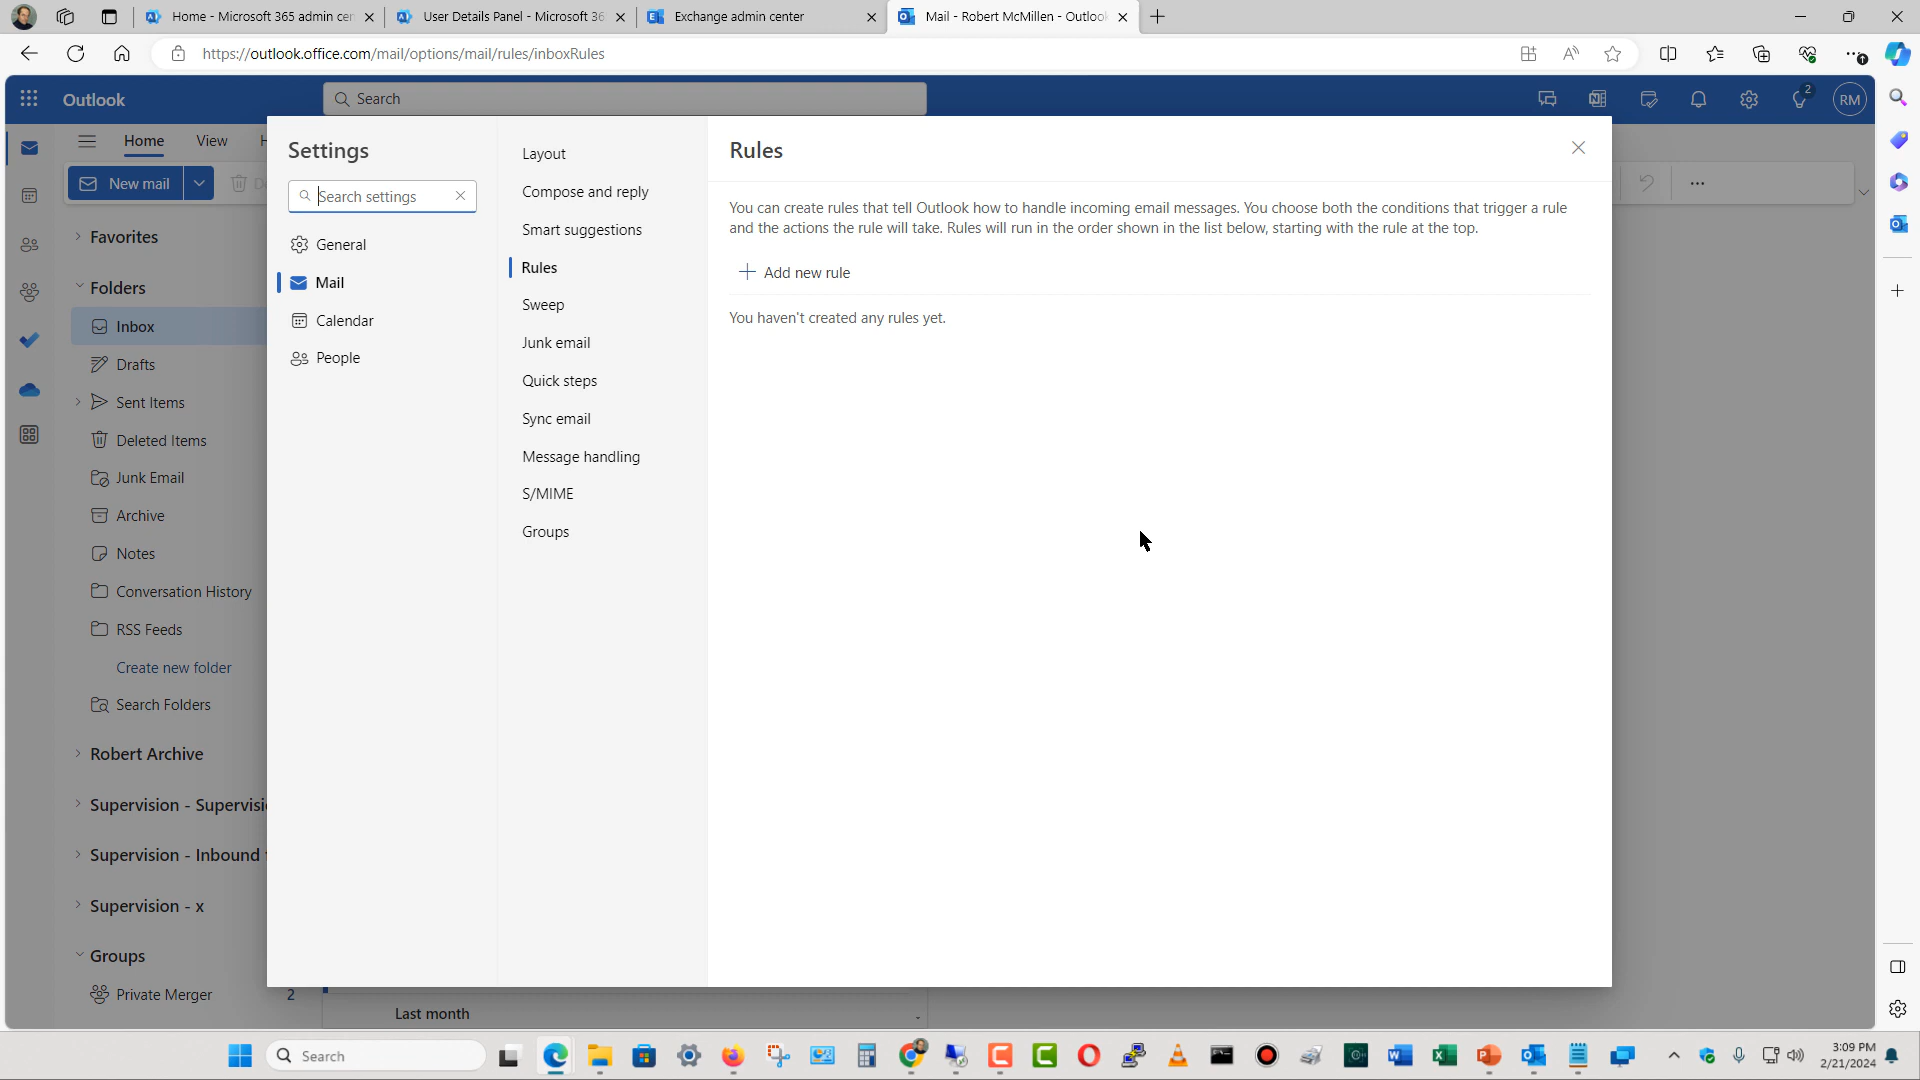 Home - Microsoft 365 admin cen
User Details Panel - Microsoft 36
Exchange admin center
Mail - Robert McMillen - Outlook
https://outlook.office.com/mail/options/mail/rules/inboxRules
Outlook
Search
2
RM
Home
View
H
New mail
De
Favorites
Folders
Inbox
Drafts
Sent Items
Deleted Items
Junk Email
Archive
Notes
Conversation History
RSS Feeds
Create new folder
Search Folders
Robert Archive
Supervision - Supervisi
Supervision - Inbound
Supervision - x
Groups
Private Merger 2
Last month
Settings
Search settings
General
Mail
Calendar
People
Layout
Compose and reply
Smart suggestions
Rules
Sweep
Junk email
Quick steps
Sync email
Message handling
S/MIME
Groups
Rules
You can create rules that tell Outlook how to handle incoming email messages. You choose both the conditions that trigger a rule
and the actions the rule will take. Rules will run in the order shown in the list below, starting with the rule at the top.
Add new rule
You haven't created any rules yet.
Search
3:09 PM
2/21/2024